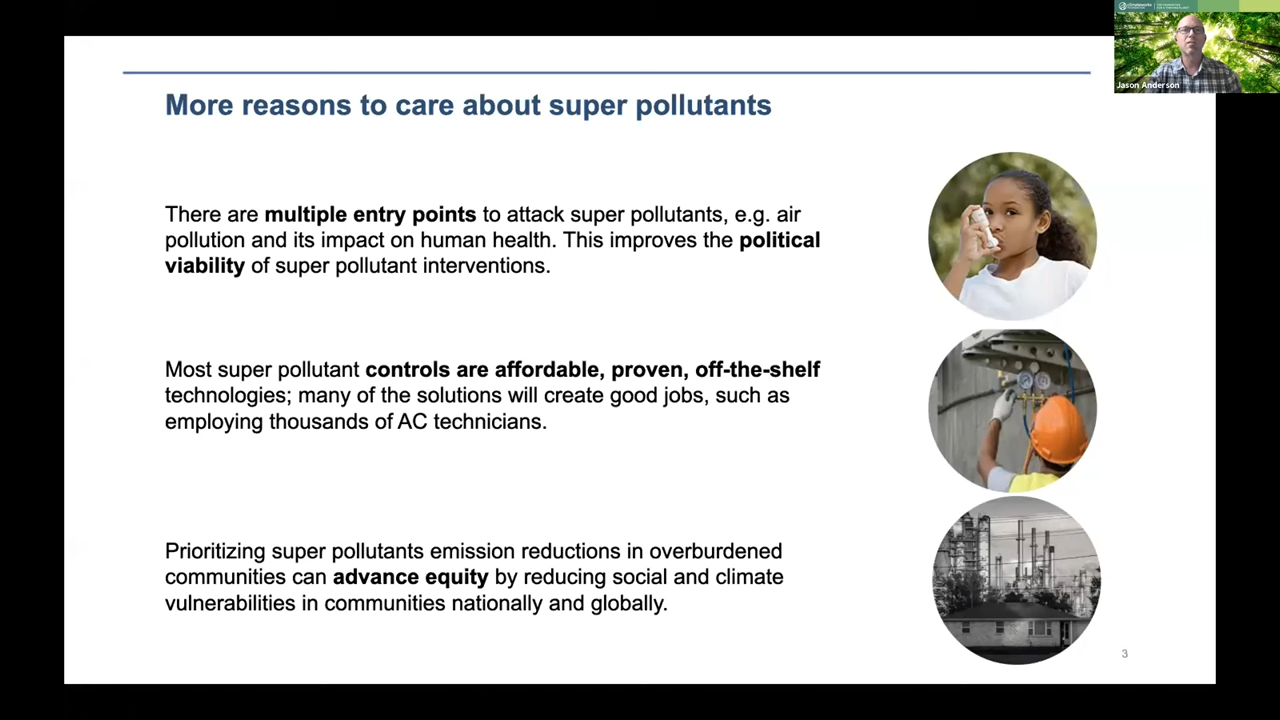 climateworks
FOUNDATION
Jason Anderson
More reasons to care about super pollutants
There are multiple entry points to attack super pollutants, e.g. air
pollution and its impact on human health. This improves the political
viability of super pollutant interventions.
Most super pollutant controls are affordable, proven, off-the-shelf
technologies; many of the solutions will create good jobs, such as
employing thousands of AC technicians.
Prioritizing super pollutants emission reductions in overburdened
communities can advance equity by reducing social and climate
vulnerabilities in communities nationally and globally.
3